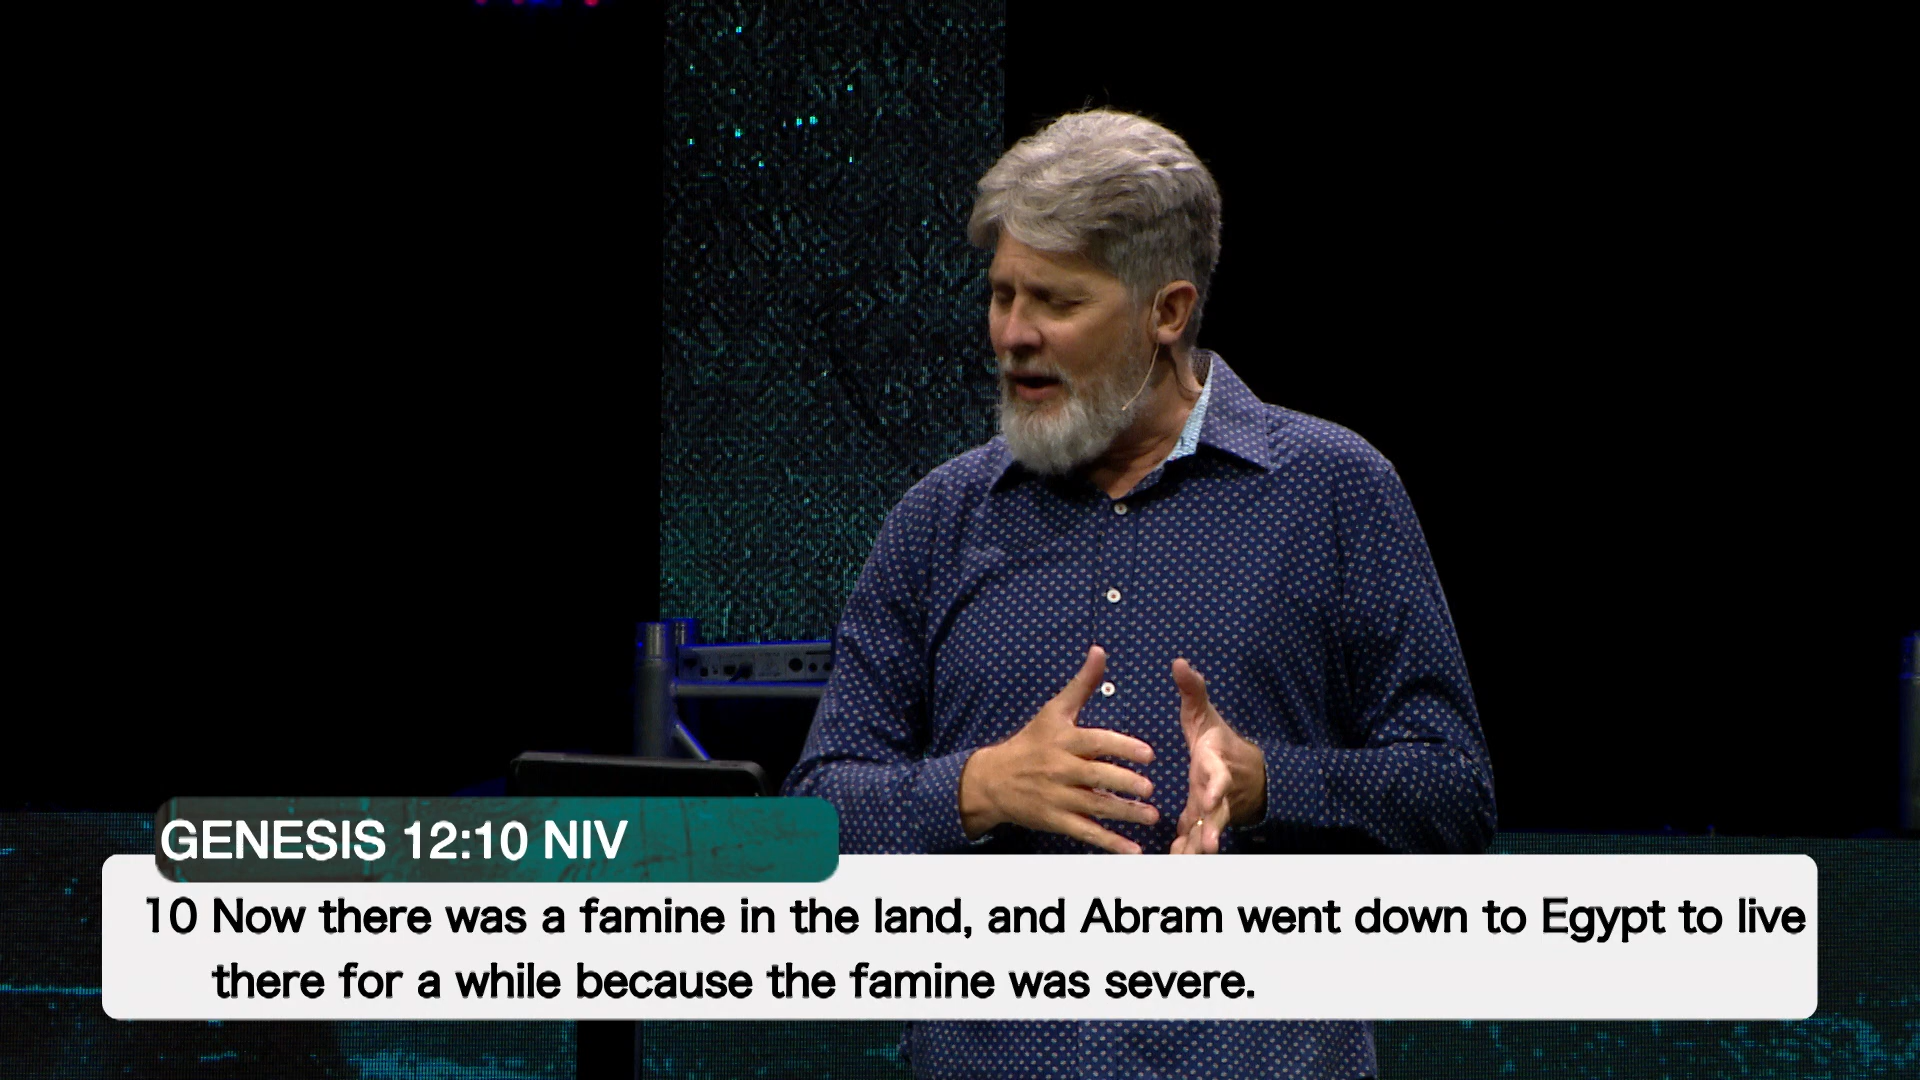 GENESIS 12:10 NIV
10 Now there was a famine in the land, and Abram went down to Egypt to live
there for a while because the famine was severe.